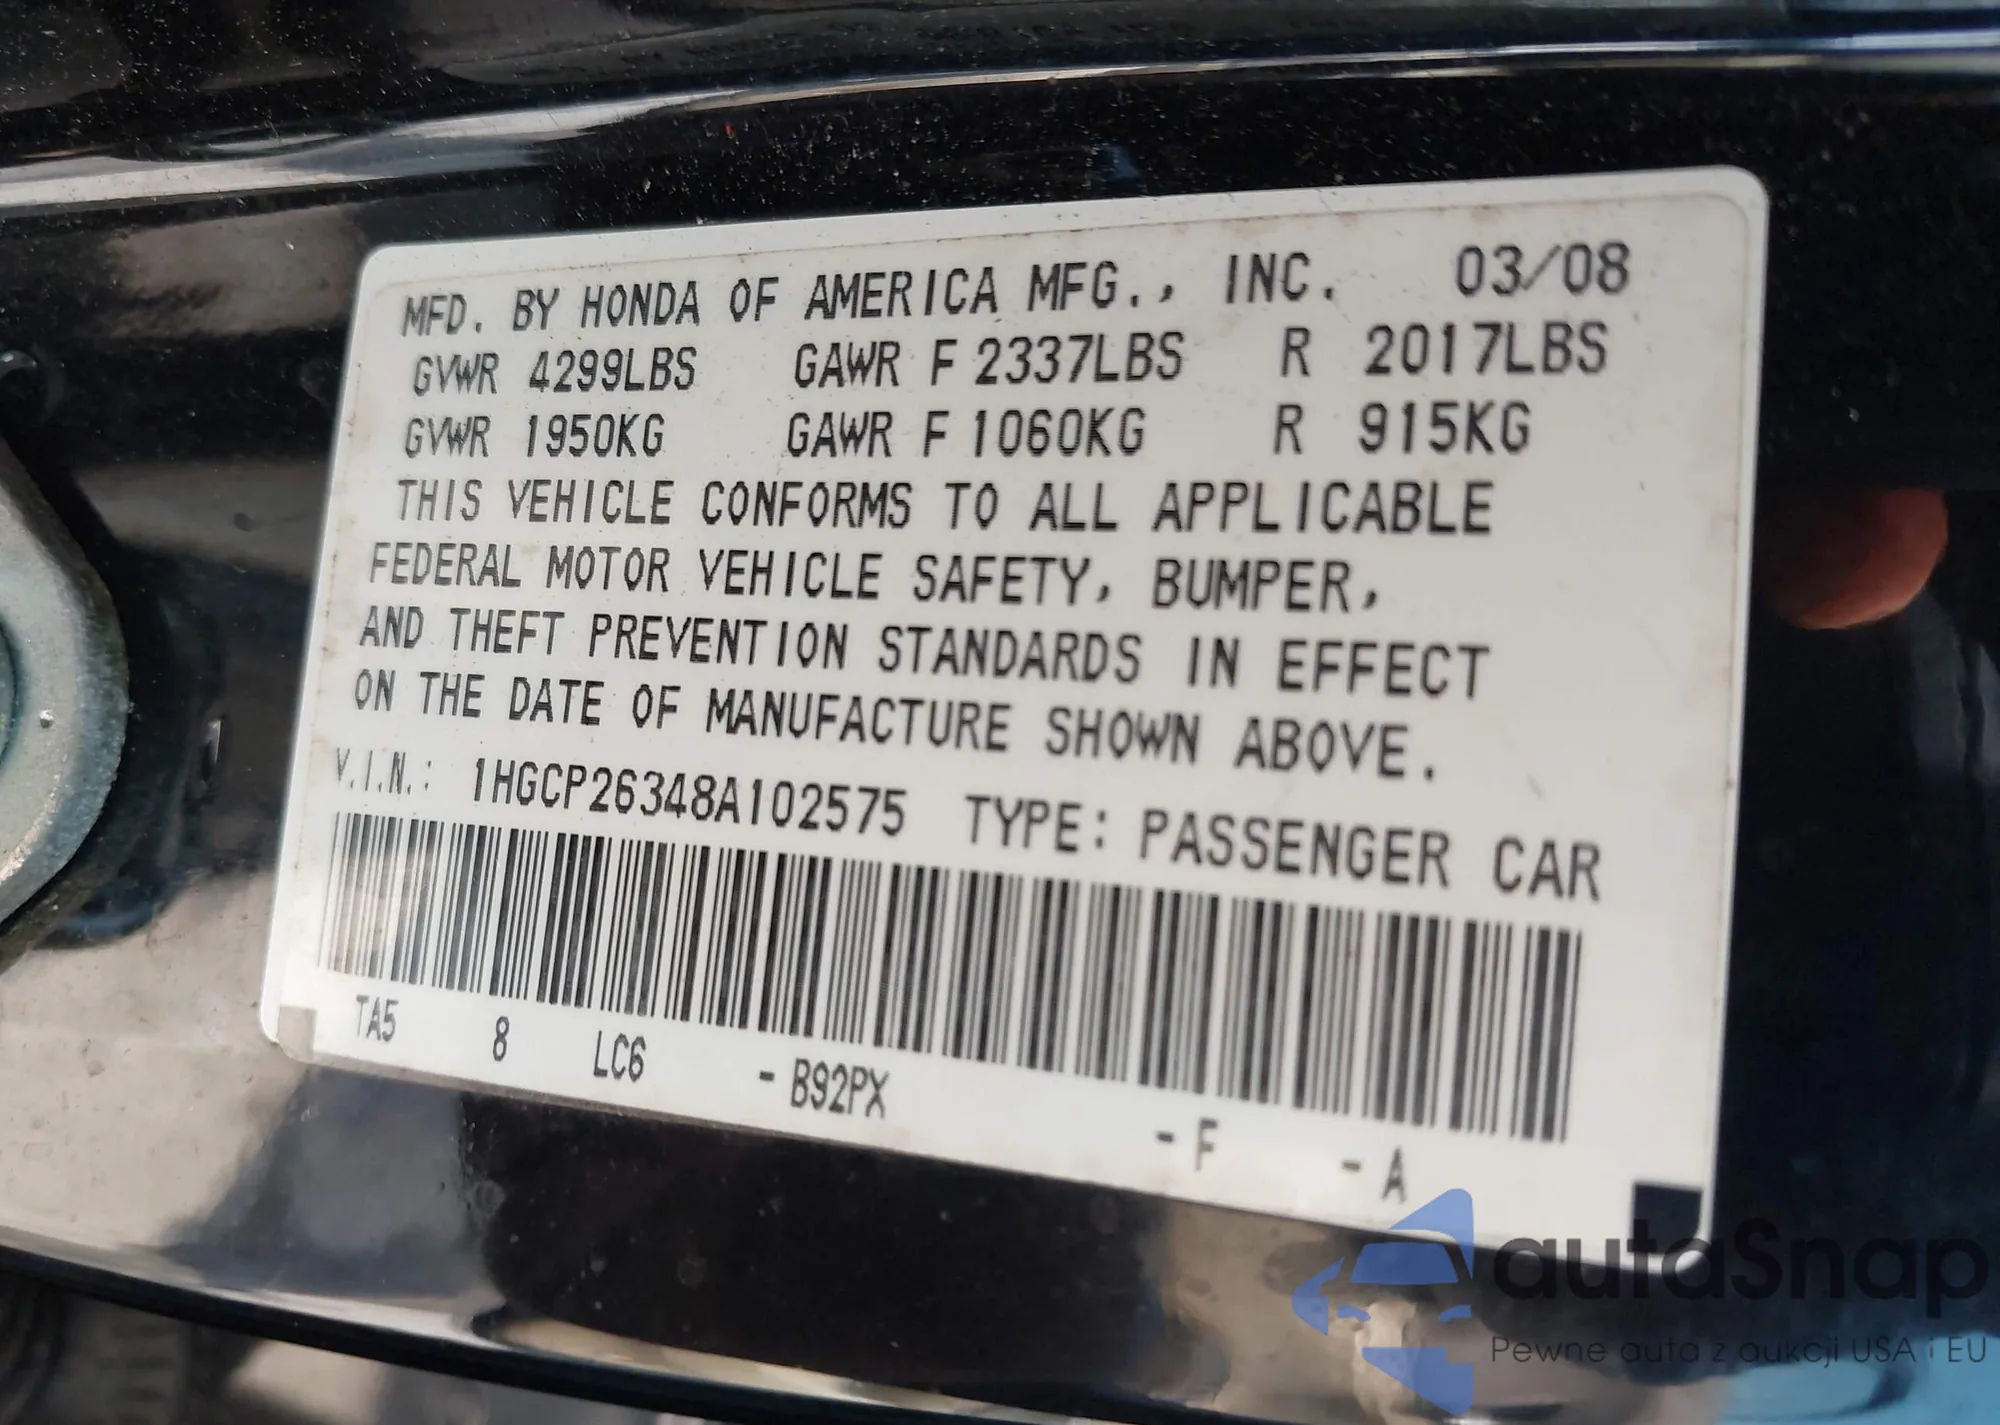 MFD. BY HONDA OF AMERICA MFG., INC. 03/08
GVWR 4299LBS GAWR F 2337LBS R 2017LBS
GVWR 1950KG GAWR F 1060KG R 915KG
THIS VEHICLE CONFORMS TO ALL APPLICABLE
FEDERAL MOTOR VEHICLE SAFETY, BUMPER,
AND THEFT PREVENTION STANDARDS IN EFFECT
ON THE DATE OF MANUFACTURE SHOWN ABOVE.
V.I.N.: 1HGCP26348A102575 TYPE: PASSENGER CAR
TA5 8 LC6 - B92PX - F - A
autaSnap
Pewne auta z aukcji USA i EU